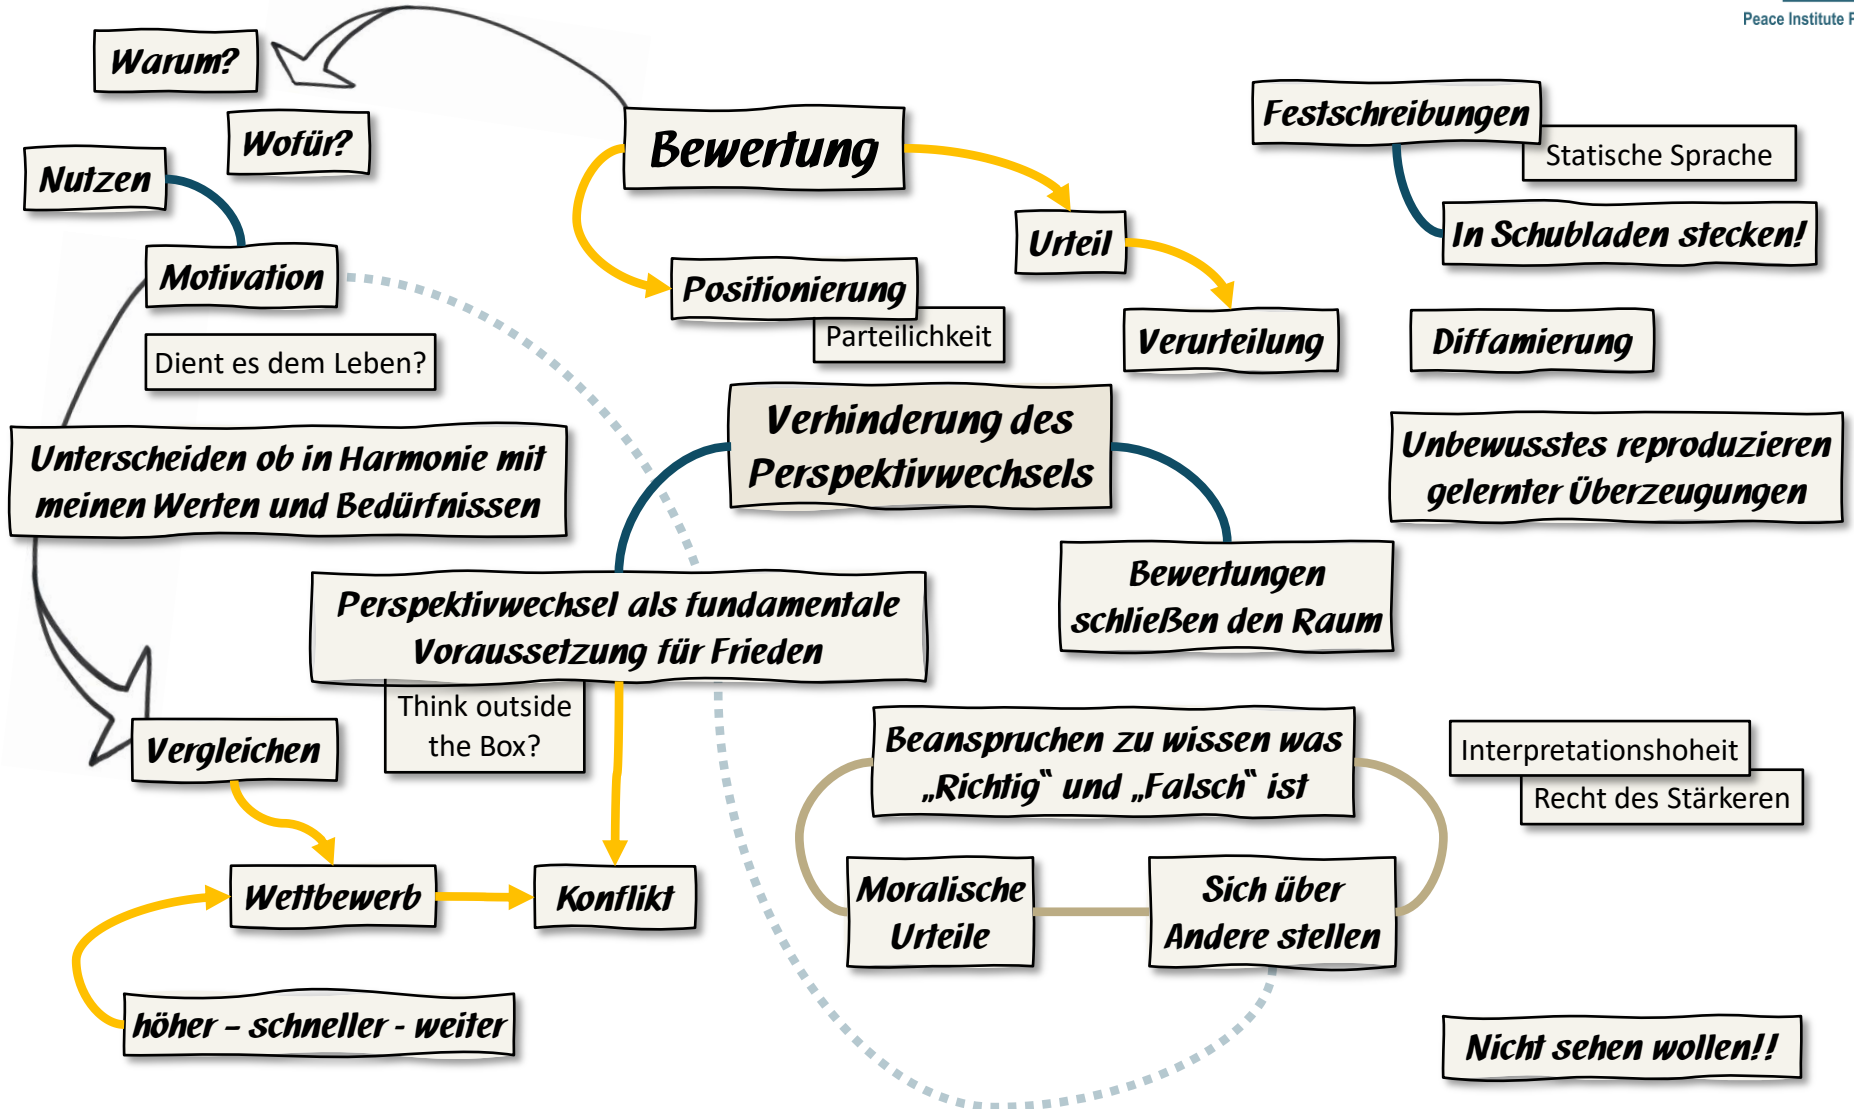 Peace Institute
Warum?
Wofür?
Nutzen
Motivation
Dient es dem Leben?
Unterscheiden ob in Harmonie mit
meinen Werten und Bedürfnissen
Bewertung
Positionierung
Parteilichkeit
Urteil
Verurteilung
Festschreibungen
Statische Sprache
In Schubladen stecken!
Diffamierung
Verhinderung des
Perspektivwechsels
Unbewusstes reproduzieren
gelernter Überzeugungen
Perspektivwechsel als fundamentale
Voraussetzung für Frieden
Think outside
the Box?
Bewertungen
schließen den Raum
Vergleichen
Wettbewerb
Konflikt
höher – schneller - weiter
Beanspruchen zu wissen was
„Richtig“ und „Falsch“ ist
Moralische
Urteile
Sich über
Andere stellen
Interpretationshoheit
Recht des Stärkeren
Nicht sehen wollen!!